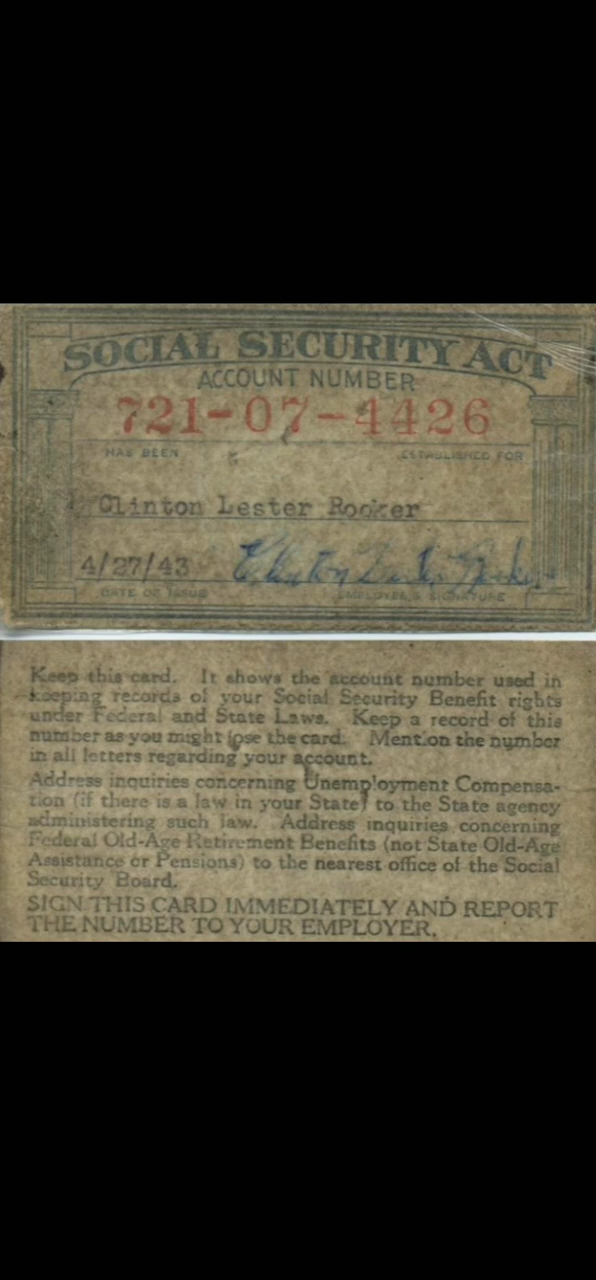 SOCIAL SECURITY ACT
ACCOUNT NUMBER
721-07-4426
HAS BEEN ESTABLISHED FOR
Clinton Lester Rooker
4/27/43 Clinton Lester Rooker
DATE OF ISSUE EMPLOYEE'S SIGNATURE
Keep this card. It shows the account number used in
keeping records of your Social Security Benefit rights
under Federal and State Laws. Keep a record of this
number as you might lose the card. Mention the number
in all letters regarding your account.
Address inquiries concerning Unemployment Compensa-
tion (if there is a law in your State) to the State agency
administering such law. Address inquiries concerning
Federal Old-Age Retirement Benefits (not State Old-Age
Assistance or Pensions) to the nearest office of the Social
Security Board.
SIGN THIS CARD IMMEDIATELY AND REPORT
THE NUMBER TO YOUR EMPLOYER.